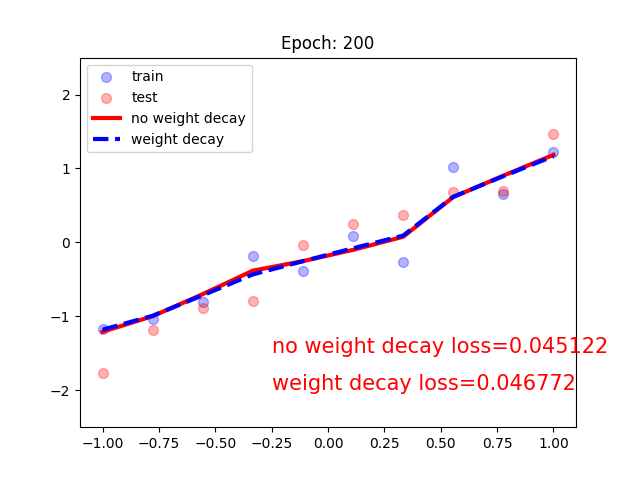 Epoch: 200
train
test
no weight decay
weight decay
2
1
0
−1
−2
no weight decay loss=0.045122
weight decay loss=0.046772
−1.00 −0.75 −0.50 −0.25 0.00 0.25 0.50 0.75 1.00